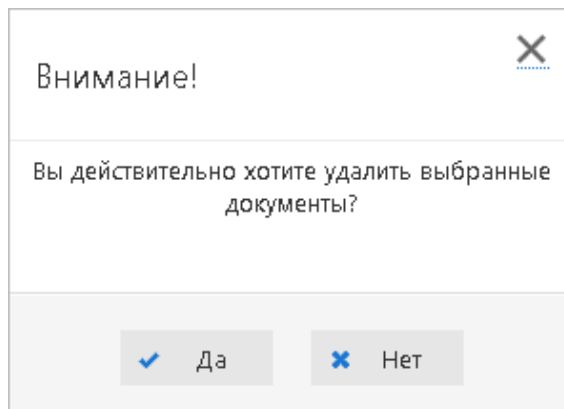 Внимание!
Вы действительно хотите удалить выбранные
документы?
Да
Нет